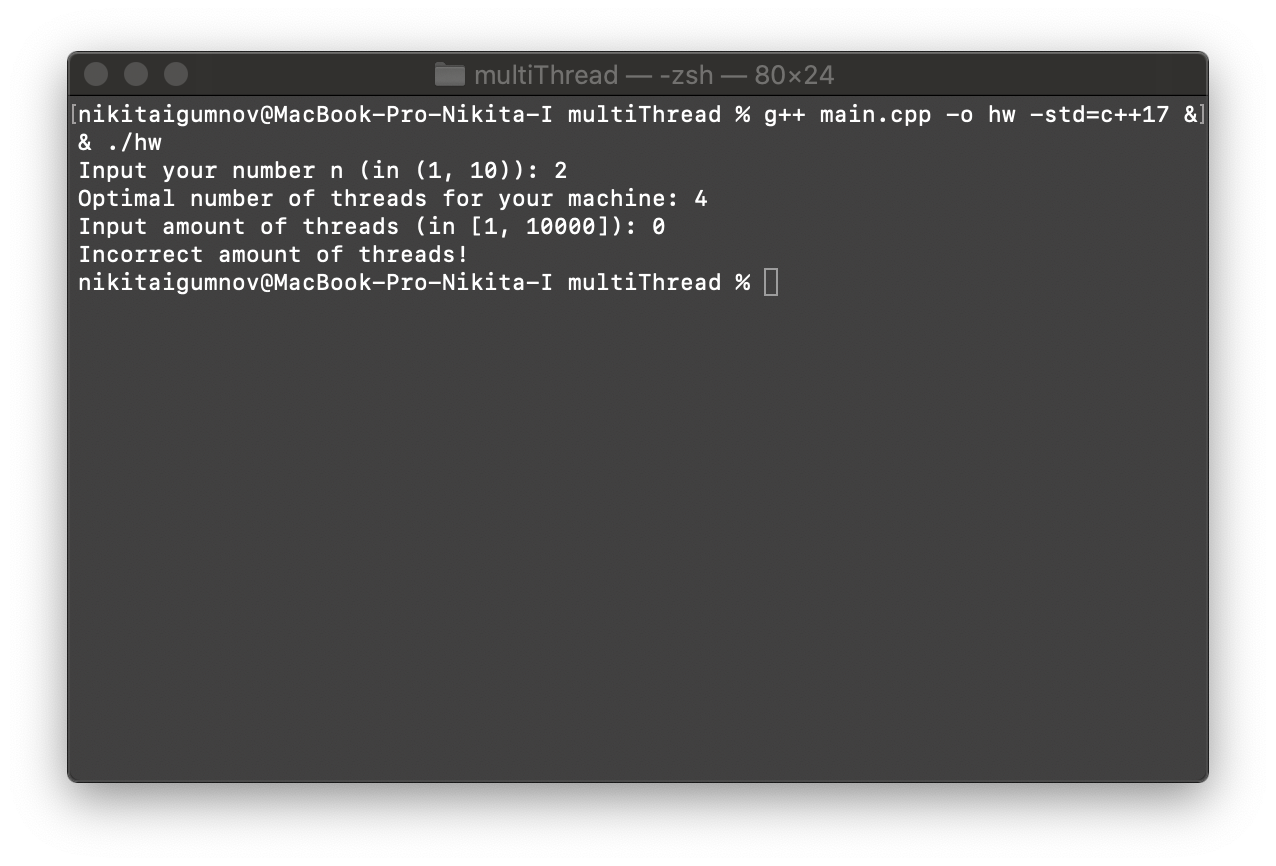 multiThread — -zsh — 80×24
[nikitaigumnov@MacBook-Pro-Nikita-I multiThread % g++ main.cpp -o hw -std=c++17 &]
& ./hw
Input your number n (in (1, 10)): 2
Optimal number of threads for your machine: 4
Input amount of threads (in [1, 10000]): 0
Incorrect amount of threads!
nikitaigumnov@MacBook-Pro-Nikita-I multiThread %